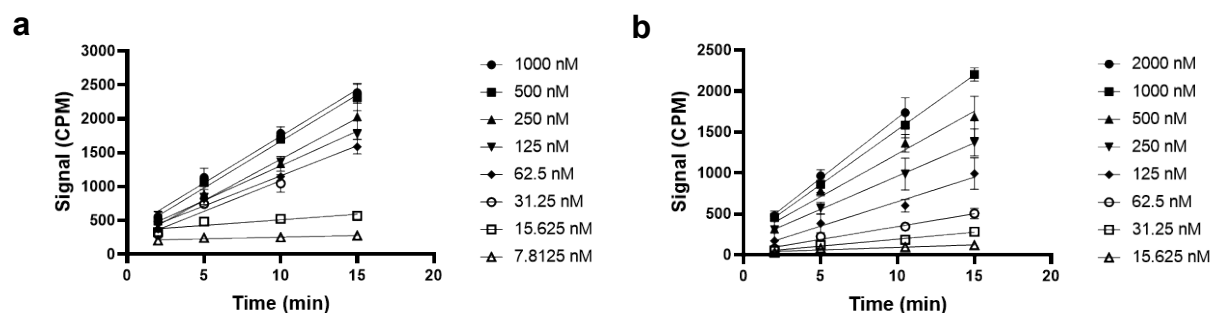 a
3000
2500
2000
1500
1000
500
0
Signal (CPM)
0 5 10 15 20
Time (min)
1000 nM
500 nM
250 nM
125 nM
62.5 nM
31.25 nM
15.625 nM
7.8125 nM
b
2500
2000
1500
1000
500
0
Signal (CPM)
0 5 10 15 20
Time (min)
2000 nM
1000 nM
500 nM
250 nM
125 nM
62.5 nM
31.25 nM
15.625 nM